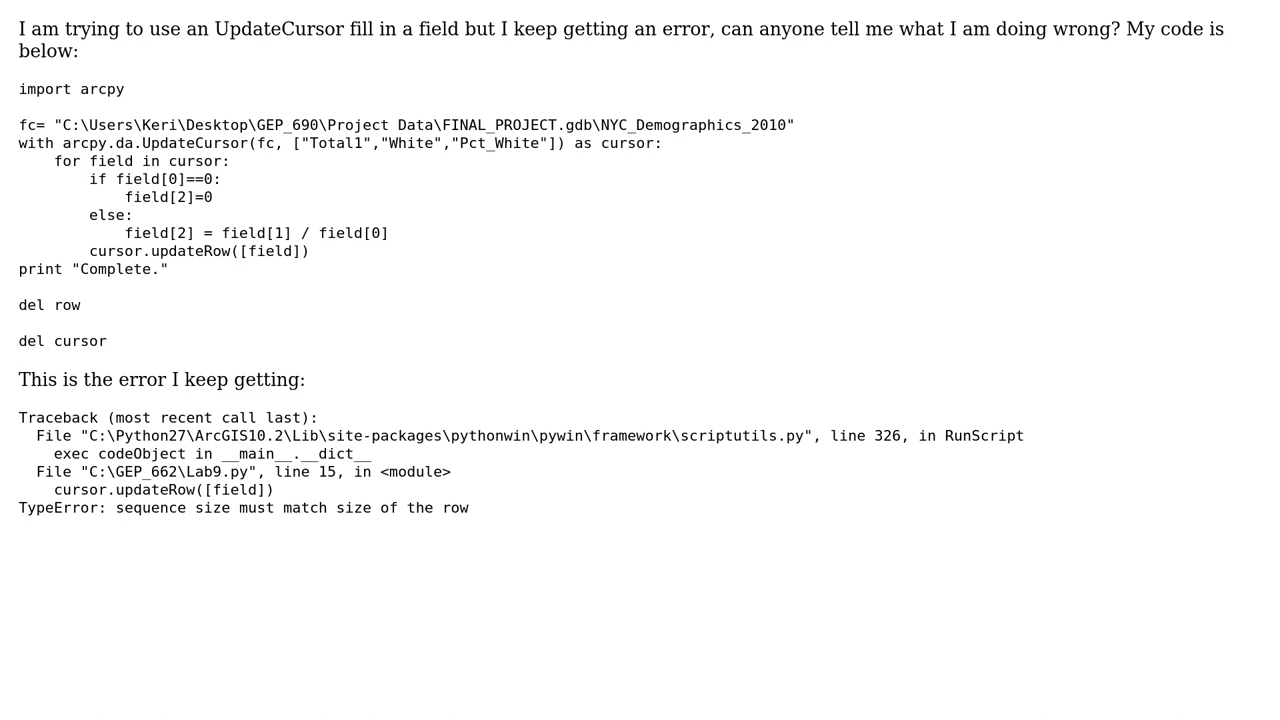 I am trying to use an UpdateCursor fill in a field but I keep getting an error, can anyone tell me what I am doing wrong? My code is
below:
import arcpy
fc= "C:\Users\Keri\Desktop\GEP_690\Project Data\FINAL_PROJECT.gdb\NYC_Demographics_2010"
with arcpy.da.UpdateCursor(fc, ["Total1","White","Pct_White"]) as cursor:
    for field in cursor:
        if field[0]==0:
            field[2]=0
        else:
            field[2] = field[1] / field[0]
        cursor.updateRow([field])
print "Complete."
del row
del cursor
This is the error I keep getting:
Traceback (most recent call last):
  File "C:\Python27\ArcGIS10.2\Lib\site-packages\pythonwin\pywin\framework\scriptutils.py", line 326, in RunScript
    exec codeObject in __main__.__dict__
  File "C:\GEP_662\Lab9.py", line 15, in <module>
    cursor.updateRow([field])
TypeError: sequence size must match size of the row